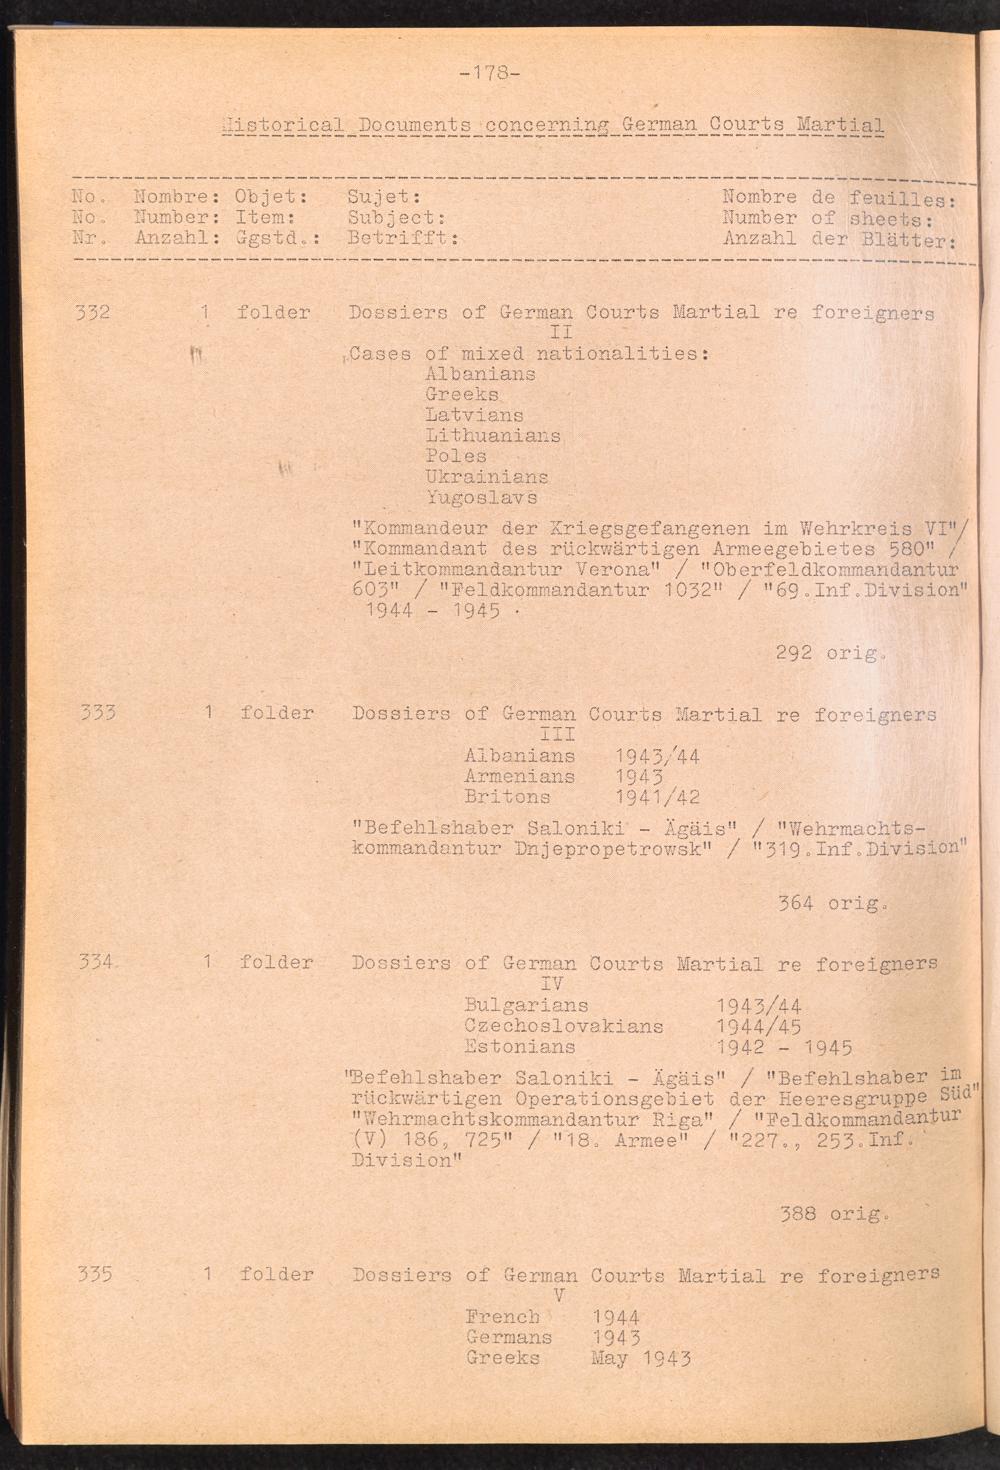 -178-
Historical Documents concerning German Courts Martial
No. Nombre: Objet: Sujet: Nombre de feuilles:
No. Number: Item: Subject: Number of sheets:
Nr. Anzahl: Ggstd.: Betrifft: Anzahl der Blätter:
332 1 folder Dossiers of German Courts Martial re foreigners
II
Cases of mixed nationalities:
Albanians
Greeks
Latvians
Lithuanians
Poles
Ukrainians
Yugoslavs
"Kommandeur der Kriegsgefangenen im Wehrkreis VI"/
"Kommandant des rückwärtigen Armeegebietes 580" /
"Leitkommandantur Verona" / "Oberfeldkommandantur
603" / "Feldkommandantur 1032" / "69.Inf.Division"
1944 - 1945 .
292 orig.
333 1 folder Dossiers of German Courts Martial re foreigners
III
Albanians 1943/44
Armenians 1943
Britons 1941/42
"Befehlshaber Saloniki - Ägäis" / "Wehrmachts-
kommandantur Dnjepropetrowsk" / "319.Inf.Division"
364 orig.
334 1 folder Dossiers of German Courts Martial re foreigners
IV
Bulgarians 1943/44
Czechoslovakians 1944/45
Estonians 1942 - 1945
"Befehlshaber Saloniki - Ägäis" / "Befehlshaber im
rückwärtigen Operationsgebiet der Heeresgruppe Süd"
"Wehrmachtskommandantur Riga" / "Feldkommandantur
(V) 186, 725" / "18. Armee" / "227., 253.Inf.
Division"
388 orig.
335 1 folder Dossiers of German Courts Martial re foreigners
V
French 1944
Germans 1943
Greeks May 1943